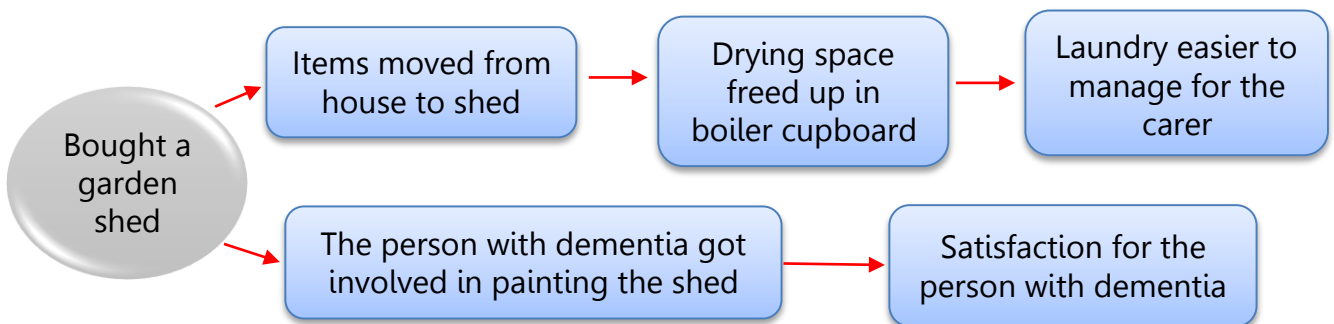 Bought a
garden
shed
Items moved from
house to shed
Drying space
freed up in
boiler cupboard
Laundry easier to
manage for the
carer
The person with dementia got
involved in painting the shed
Satisfaction for the
person with dementia